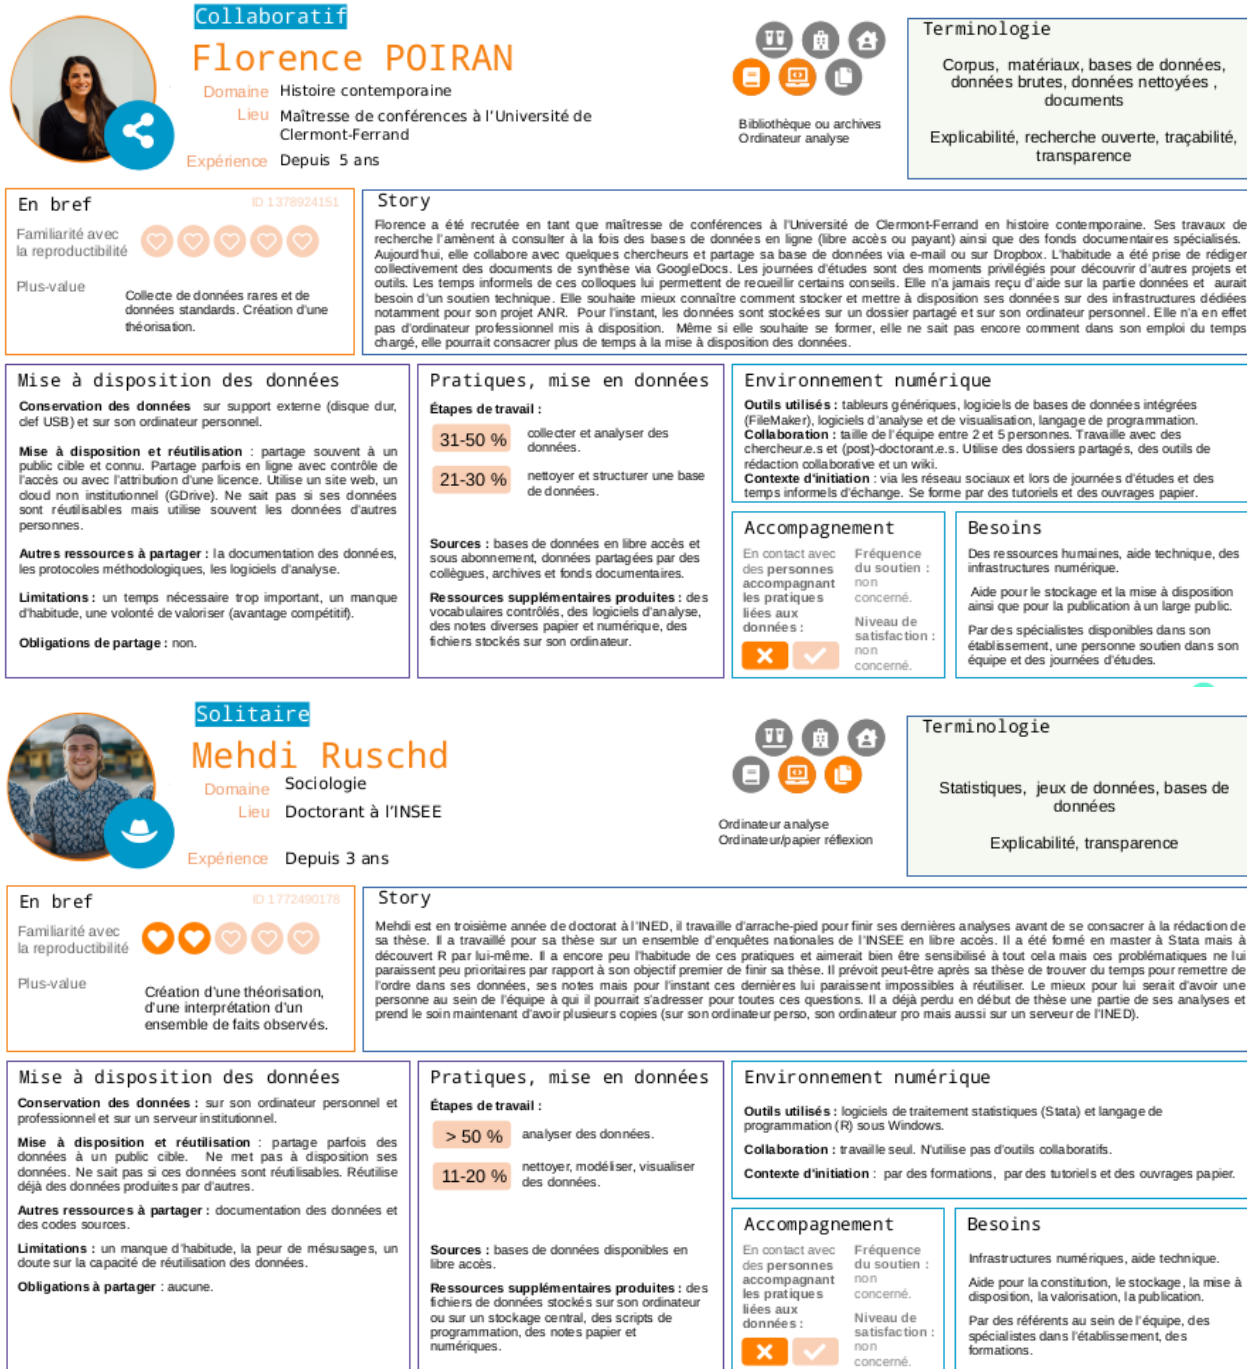 Collaboratif
Florence POIRAN
Domaine Histoire contemporaine
Lieu Maîtresse de conférences à l'Université de
Clermont-Ferrand
Expérience Depuis 5 ans
Bibliothèque ou archives
Ordinateur analyse
Terminologie
Corpus, matériaux, bases de données,
données brutes, données nettoyées ,
documents
Explicabilité, recherche ouverte, traçabilité,
transparence
En bref
ID 1378924151
Familiarité avec
la reproductibilité
Plus-value
Collecte de données rares et de
données standards. Création d'une
théorisation.
Story
Florence a été recrutée en tant que maîtresse de conférences à l'Université de Clermont-Ferrand en histoire contemporaine. Ses travaux de
recherche l'amènent à consulter à la fois des bases de données en ligne (libre accès ou payant) ainsi que des fonds documentaires spécialisés.
Aujourd'hui, elle collabore avec quelques chercheurs et partage sa base de données via e-mail ou sur Dropbox. L'habitude a été prise de rédiger
collectivement des documents de synthèse via GoogleDocs. Les journées d'études sont des moments privilégiés pour découvrir d'autres projets et
outils. Les temps informels de ces colloques lui permettent de recueillir certains conseils. Elle n'a jamais reçu d'aide sur la partie données et aurait
besoin d'un soutien technique. Elle souhaite mieux connaître comment stocker et mettre à disposition ses données sur des infrastructures dédiées
notamment pour son projet ANR. Pour l'instant, les données sont stockées sur un dossier partagé et sur son ordinateur personnel. Elle n'a en effet
pas d'ordinateur professionnel mis à disposition. Même si elle souhaite se former, elle ne sait pas encore comment dans son emploi du temps
chargé, elle pourrait consacrer plus de temps à la mise à disposition des données.
Mise à disposition des données
Conservation des données sur support externe (disque dur,
clef USB) et sur son ordinateur personnel.
Mise à disposition et réutilisation : partage souvent à un
public cible et connu. Partage parfois en ligne avec contrôle de
l'accès ou avec l'attribution d'une licence. Utilise un site web, un
cloud non institutionnel (GDrive). Ne sait pas si ses données
sont réutilisables mais utilise souvent les données d'autres
personnes.
Autres ressources à partager : la documentation des données,
les protocoles méthodologiques, les logiciels d'analyse.
Limitations : un temps nécessaire trop important, un manque
d'habitude, une volonté de valoriser (avantage compétitif).
Obligations de partage : non.
Pratiques, mise en données
Étapes de travail :
31-50 % collecter et analyser des
données.
21-30 % nettoyer et structurer une base
de données.
Sources : bases de données en libre accès et
sous abonnement, données partagées par des
collègues, archives et fonds documentaires.
Ressources supplémentaires produites : des
vocabulaires contrôlés, des logiciels d'analyse,
des notes diverses papier et numérique, des
fichiers stockés sur son ordinateur.
Environnement numérique
Outils utilisés : tableurs génériques, logiciels de bases de données intégrées
(FileMaker), logiciels d'analyse et de visualisation, langage de programmation.
Collaboration : taille de l'équipe entre 2 et 5 personnes. Travaille avec des
chercheur.e.s et (post)-doctorant.e.s. Utilise des dossiers partagés, des outils de
rédaction collaborative et un wiki.
Contexte d'initiation : via les réseau sociaux et lors de journées d'études et des
temps informels d'échange. Se forme par des tutoriels et des ouvrages papier.
Accompagnement
En contact avec
des personnes
accompagnant
les pratiques
liées aux
données :
Fréquence
du soutien :
non
concerné.
Niveau de
satisfaction :
non
concerné.
Besoins
Des ressources humaines, aide technique, des
infrastructures numérique.
Aide pour le stockage et la mise à disposition
ainsi que pour la publication à un large public.
Par des spécialistes disponibles dans son
établissement, une personne soutien dans son
équipe et des journées d'études.
Solitaire
Mehdi Ruschd
Domaine Sociologie
Lieu Doctorant à l'INSEE
Expérience Depuis 3 ans
Ordinateur analyse
Ordinateur/papier réflexion
Terminologie
Statistiques, jeux de données, bases de
données
Explicabilité, transparence
En bref
ID 1772490178
Familiarité avec
la reproductibilité
Plus-value
Création d'une théorisation,
d'une interprétation d'un
ensemble de faits observés.
Story
Mehdi est en troisième année de doctorat à l'INED, il travaille d'arrache-pied pour finir ses dernières analyses avant de se consacrer à la rédaction de
sa thèse. Il a travaillé pour sa thèse sur un ensemble d'enquêtes nationales de l'INSEE en libre accès. Il a été formé en master à Stata mais à
découvert R par lui-même. Il a encore peu l'habitude de ces pratiques et aimerait bien être sensibilisé à tout cela mais ces problématiques ne lui
paraissent peu prioritaires par rapport à son objectif premier de finir sa thèse. Il prévoit peut-être après sa thèse de trouver du temps pour remettre de
l'ordre dans ses données, ses notes mais pour l'instant ces dernières lui paraissent impossibles à réutiliser. Le mieux pour lui serait d'avoir une
personne au sein de l'équipe à qui il pourrait s'adresser pour toutes ces questions. Il a déjà perdu en début de thèse une partie de ses analyses et
prend le soin maintenant d'avoir plusieurs copies (sur son ordinateur perso, son ordinateur pro mais aussi sur un serveur de l'INED).
Mise à disposition des données
Conservation des données : sur son ordinateur personnel et
professionnel et sur un serveur institutionnel.
Mise à disposition et réutilisation : partage parfois des
données à un public cible. Ne met pas à disposition ses
données. Ne sait pas si ces données sont réutilisables. Réutilise
déjà des données produites par d'autres.
Autres ressources à partager : documentation des données et
des codes sources.
Limitations : un manque d'habitude, la peur de mésusages, un
doute sur la capacité de réutilisation des données.
Obligations à partager : aucune.
Pratiques, mise en données
Étapes de travail :
> 50 % analyser des données.
11-20 % nettoyer, modéliser, visualiser
des données.
Sources : bases de données disponibles en
libre accès.
Ressources supplémentaires produites : des
fichiers de données stockés sur son ordinateur
ou sur un stockage central, des scripts de
programmation, des notes papier et
numériques.
Environnement numérique
Outils utilisés : logiciels de traitement statistiques (Stata) et langage de
programmation (R) sous Windows.
Collaboration : travaille seul. N'utilise pas d'outils collaboratifs.
Contexte d'initiation : par des formations, par des tutoriels et des ouvrages papier.
Accompagnement
En contact avec
des personnes
accompagnant
les pratiques
liées aux
données :
Fréquence
du soutien :
non
concerné.
Niveau de
satisfaction :
non
concerné.
Besoins
Infrastructures numériques, aide technique.
Aide pour la constitution, le stockage, la mise à
disposition, la valorisation, la publication.
Par des référents au sein de l'équipe, des
spécialistes dans l'établissement, des
formations.